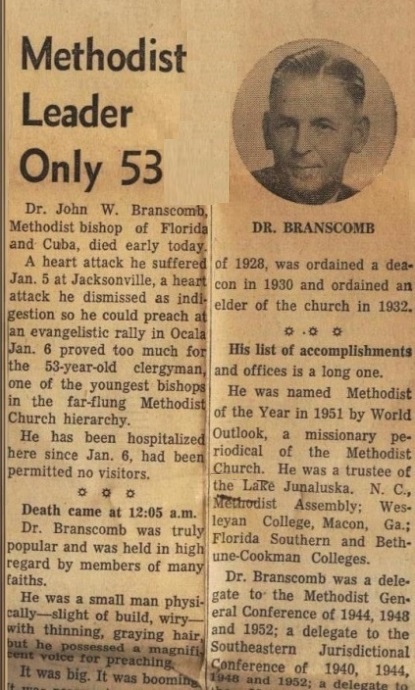 Methodist
Leader
Only 53
Dr. John W. Branscomb,
Methodist bishop of Florida
and Cuba, died early today.
A heart attack he suffered
Jan. 5 at Jacksonville, a heart
attack he dismissed as indi-
gestion so he could preach at
an evangelistic rally in Ocala
Jan. 6 proved too much for
the 53-year-old clergyman,
one of the youngest bishops
in the far-flung Methodist
Church hierarchy.
He has been hospitalized
here since Jan. 6, had been
permitted no visitors.
Death came at 12:05 a.m.
Dr. Branscomb was truly
popular and was held in high
regard by members of many
faiths.
He was a small man physi-
cally—slight of build, wiry—
with thinning, graying hair,
but he possessed a magnifi-
cent voice for preaching.
It was big. It was booming
DR. BRANSCOMB
of 1928, was ordained a dea-
con in 1930 and ordained an
elder of the church in 1932.
His list of accomplishments
and offices is a long one.
He was named Methodist
of the Year in 1951 by World
Outlook, a missionary pe-
riodical of the Methodist
Church. He was a trustee of
the Lake Junaluska. N. C.,
Methodist Assembly; Wes-
leyan College, Macon, Ga.;
Florida Southern and Beth-
une-Cookman Colleges.
Dr. Branscomb was a dele-
gate to the Methodist Gen-
eral Conference of 1944, 1948
and 1952; a delegate to the
Southeastern Jurisdictional
Conference of 1940, 1944,
1948 and 1952; a delegate to